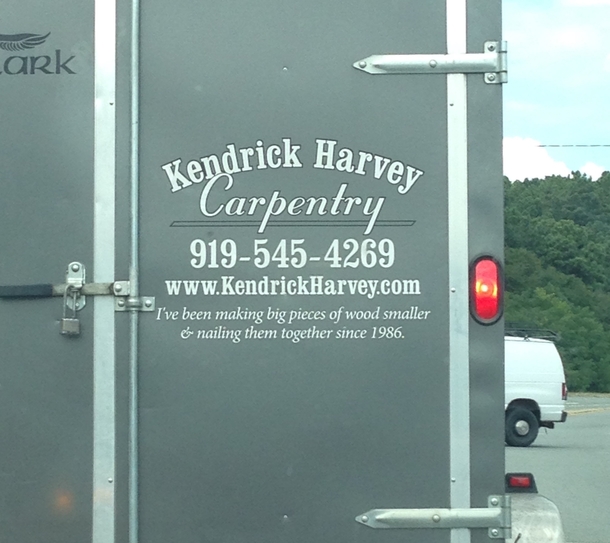 Kendrick Harvey
Carpentry
919-545-4269
www.KendrickHarvey.com
I've been making big pieces of wood smaller
& nailing them together since 1986.